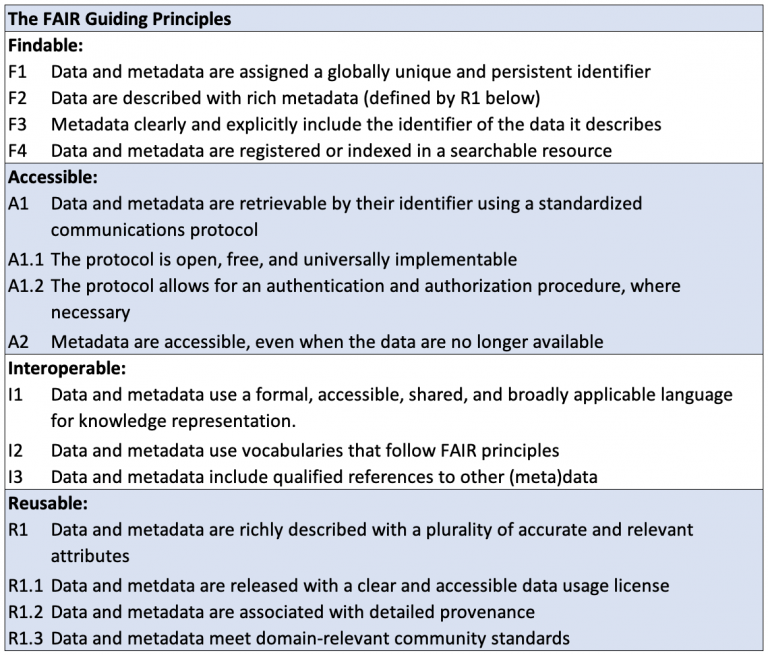 The FAIR Guiding Principles
Findable:
F1 Data and metadata are assigned a globally unique and persistent identifier
F2 Data are described with rich metadata (defined by R1 below)
F3 Metadata clearly and explicitly include the identifier of the data it describes
F4 Data and metadata are registered or indexed in a searchable resource
Accessible:
A1 Data and metadata are retrievable by their identifier using a standardized
communications protocol
A1.1 The protocol is open, free, and universally implementable
A1.2 The protocol allows for an authentication and authorization procedure, where
necessary
A2 Metadata are accessible, even when the data are no longer available
Interoperable:
I1 Data and metadata use a formal, accessible, shared, and broadly applicable language
for knowledge representation.
I2 Data and metadata use vocabularies that follow FAIR principles
I3 Data and metadata include qualified references to other (meta)data
Reusable:
R1 Data and metadata are richly described with a plurality of accurate and relevant
attributes
R1.1 Data and metdata are released with a clear and accessible data usage license
R1.2 Data and metadata are associated with detailed provenance
R1.3 Data and metadata meet domain-relevant community standards